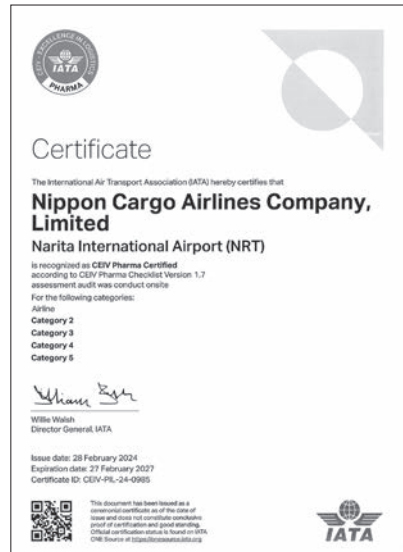 CEIV - EXCELLENCE IN LOGISTICS
IATA
PHARMA
Certificate
The International Air Transport Association (IATA) hereby certifies that
Nippon Cargo Airlines Company,
Limited
Narita International Airport (NRT)
is recognized as CEIV Pharma Certified
according to CEIV Pharma Checklist Version 1.7
assessment audit was conduct onsite
For the following categories:
Airline
Category 2
Category 3
Category 4
Category 5
Willie Walsh
Director General, IATA
Issue date: 28 February 2024
Expiration date: 27 February 2027
Certificate ID: CEIV-PIL-24-0985
This document has been issued as a
ceremonial certificate as of the date of
issue and does not constitute conclusive
proof of certification and good standing.
Official certification status is found on IATA
ONE Source at https://onesource.iata.org
IATA